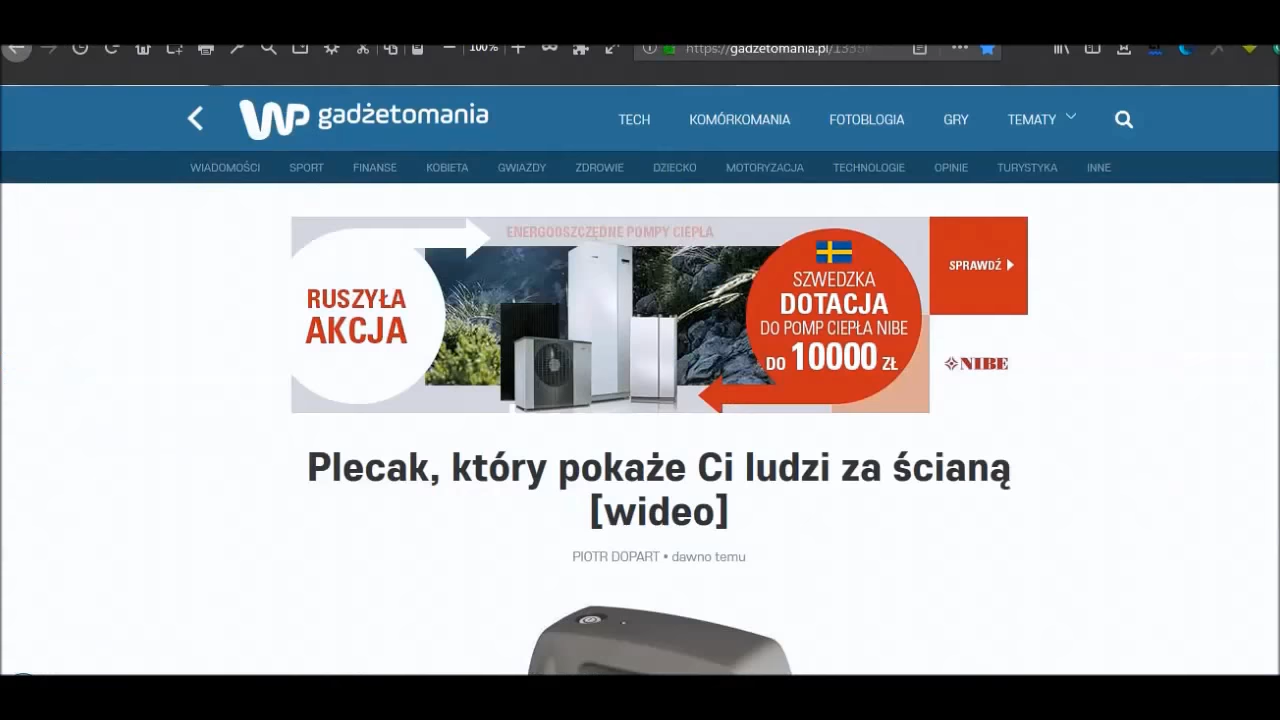 100%
https://gadzetomania.pl/1335
WP gadżetomania
TECH KOMÓRKOMANIA FOTOBLOGIA GRY TEMATY
WIADOMOŚCI SPORT FINANSE KOBIETA GWIAZDY ZDROWIE DZIECKO MOTORYZACJA TECHNOLOGIE OPINIE TURYSTYKA INNE
ENERGOOSZCZĘDNE POMPY CIEPŁA
RUSZYŁA
AKCJA
SZWEDZKA
DOTACJA
DO POMP CIEPŁA NIBE
DO 10000 ZŁ
SPRAWDŹ
NIBE
Plecak, który pokaże Ci ludzi za ścianą
[wideo]
PIOTR DOPART • dawno temu